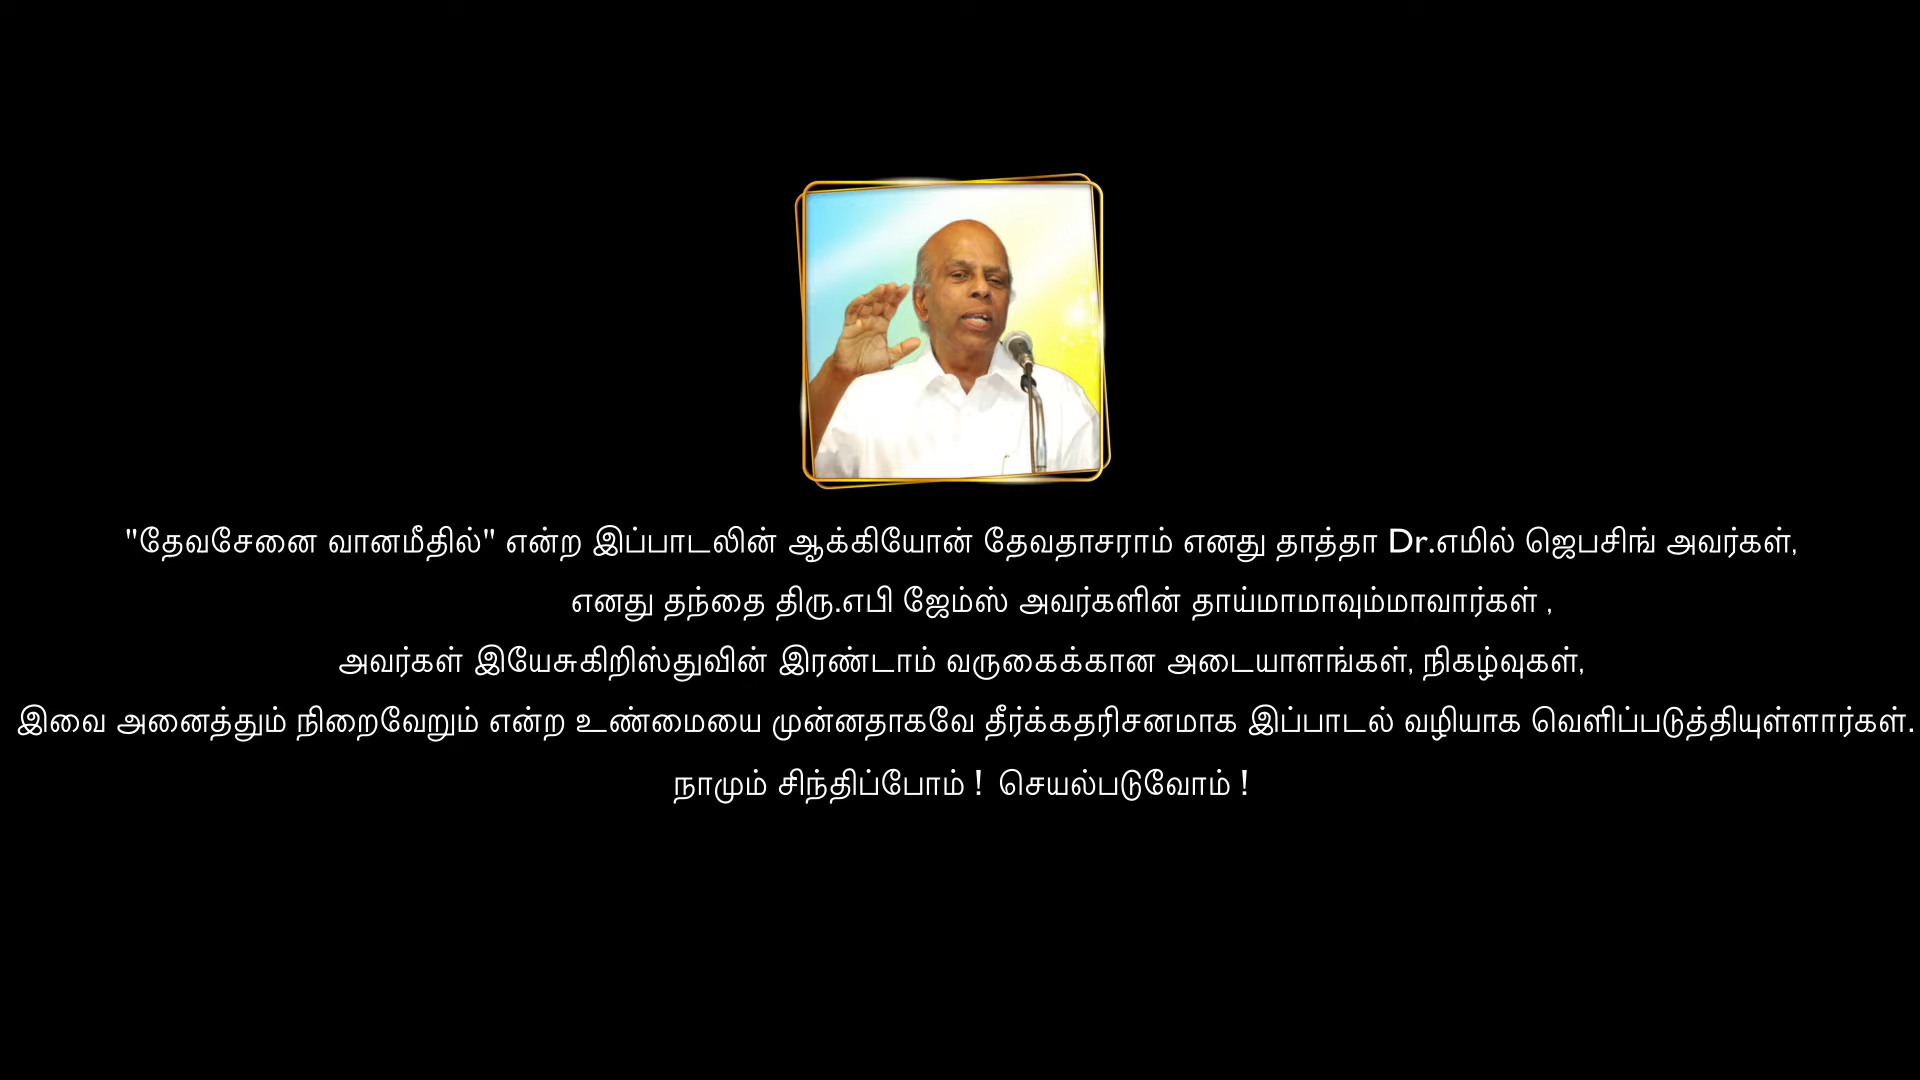 "தேவசேனை வானமீதில்" என்ற இப்பாடலின் ஆக்கியோன் தேவதாசராம் எனது தாத்தா Dr.எமில் ஜெபசிங் அவர்கள்,
எனது தந்தை திரு.எபி ஜேம்ஸ் அவர்களின் தாய்மாமாவும்மாவார்கள் ,
அவர்கள் இயேசுகிறிஸ்துவின் இரண்டாம் வருகைக்கான அடையாளங்கள், நிகழ்வுகள்,
இவை அனைத்தும் நிறைவேறும் என்ற உண்மையை முன்னதாகவே தீர்க்கதரிசனமாக இப்பாடல் வழியாக வெளிப்படுத்தியுள்ளார்கள்.
நாமும் சிந்திப்போம் ! செயல்படுவோம் !